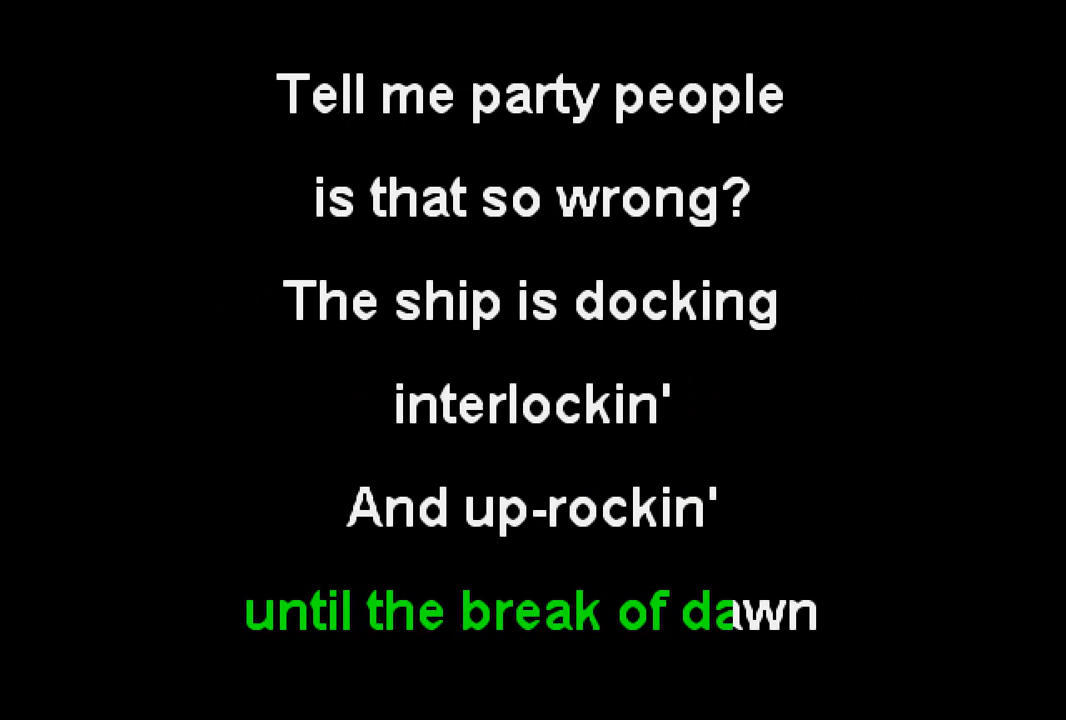 Tell me party people
is that so wrong?
The ship is docking
interlockin'
And up-rockin'
until the break of dawn